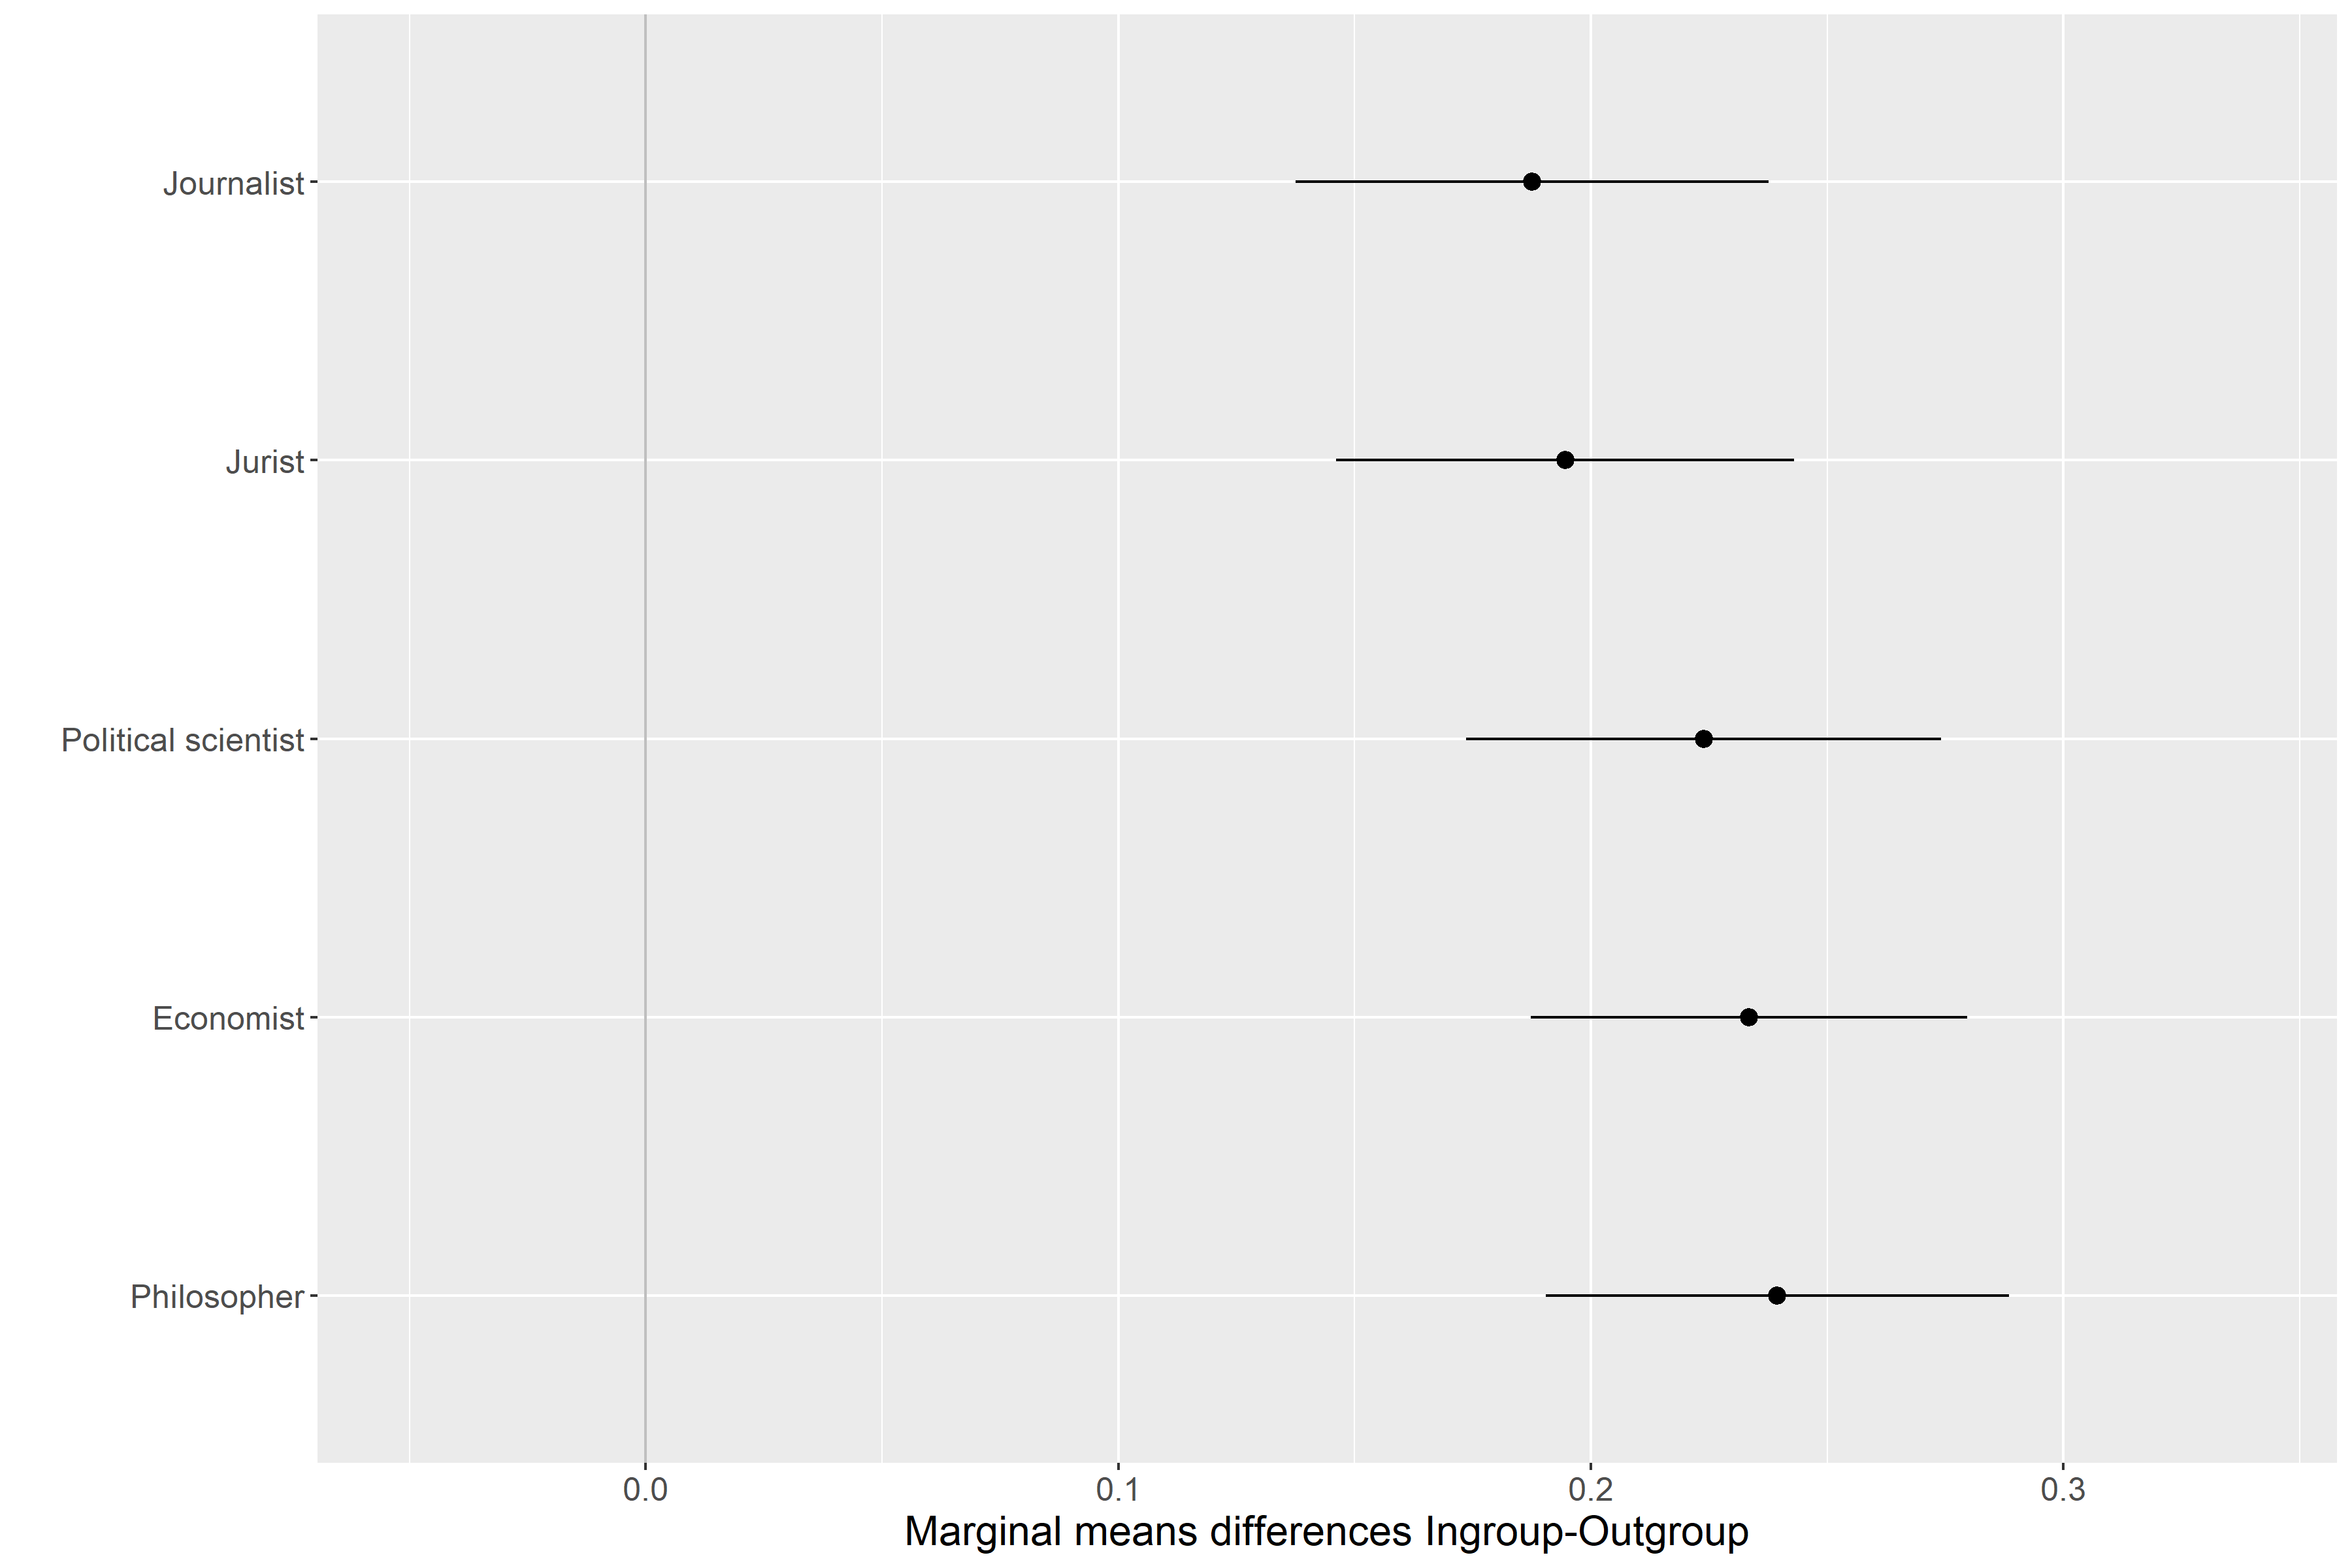 Journalist
Jurist
Political scientist
Economist
Philosopher
0.0 0.1 0.2 0.3
Marginal means differences Ingroup-Outgroup